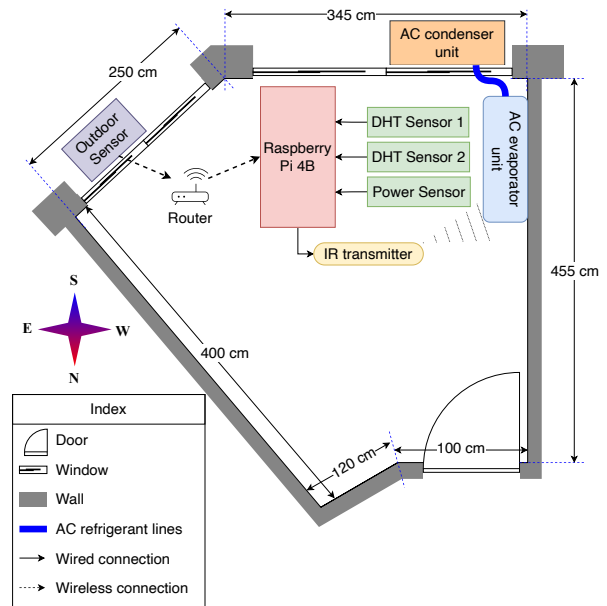 345 cm
AC condenser
unit
250 cm
Outdoor
Sensor
Raspberry
Pi 4B
DHT Sensor 1
DHT Sensor 2
Power Sensor
AC evaporator
unit
Router
IR transmitter
455 cm
S
E
W
N
400 cm
120 cm
100 cm
Index
Door
Window
Wall
AC refrigerant lines
Wired connection
Wireless connection